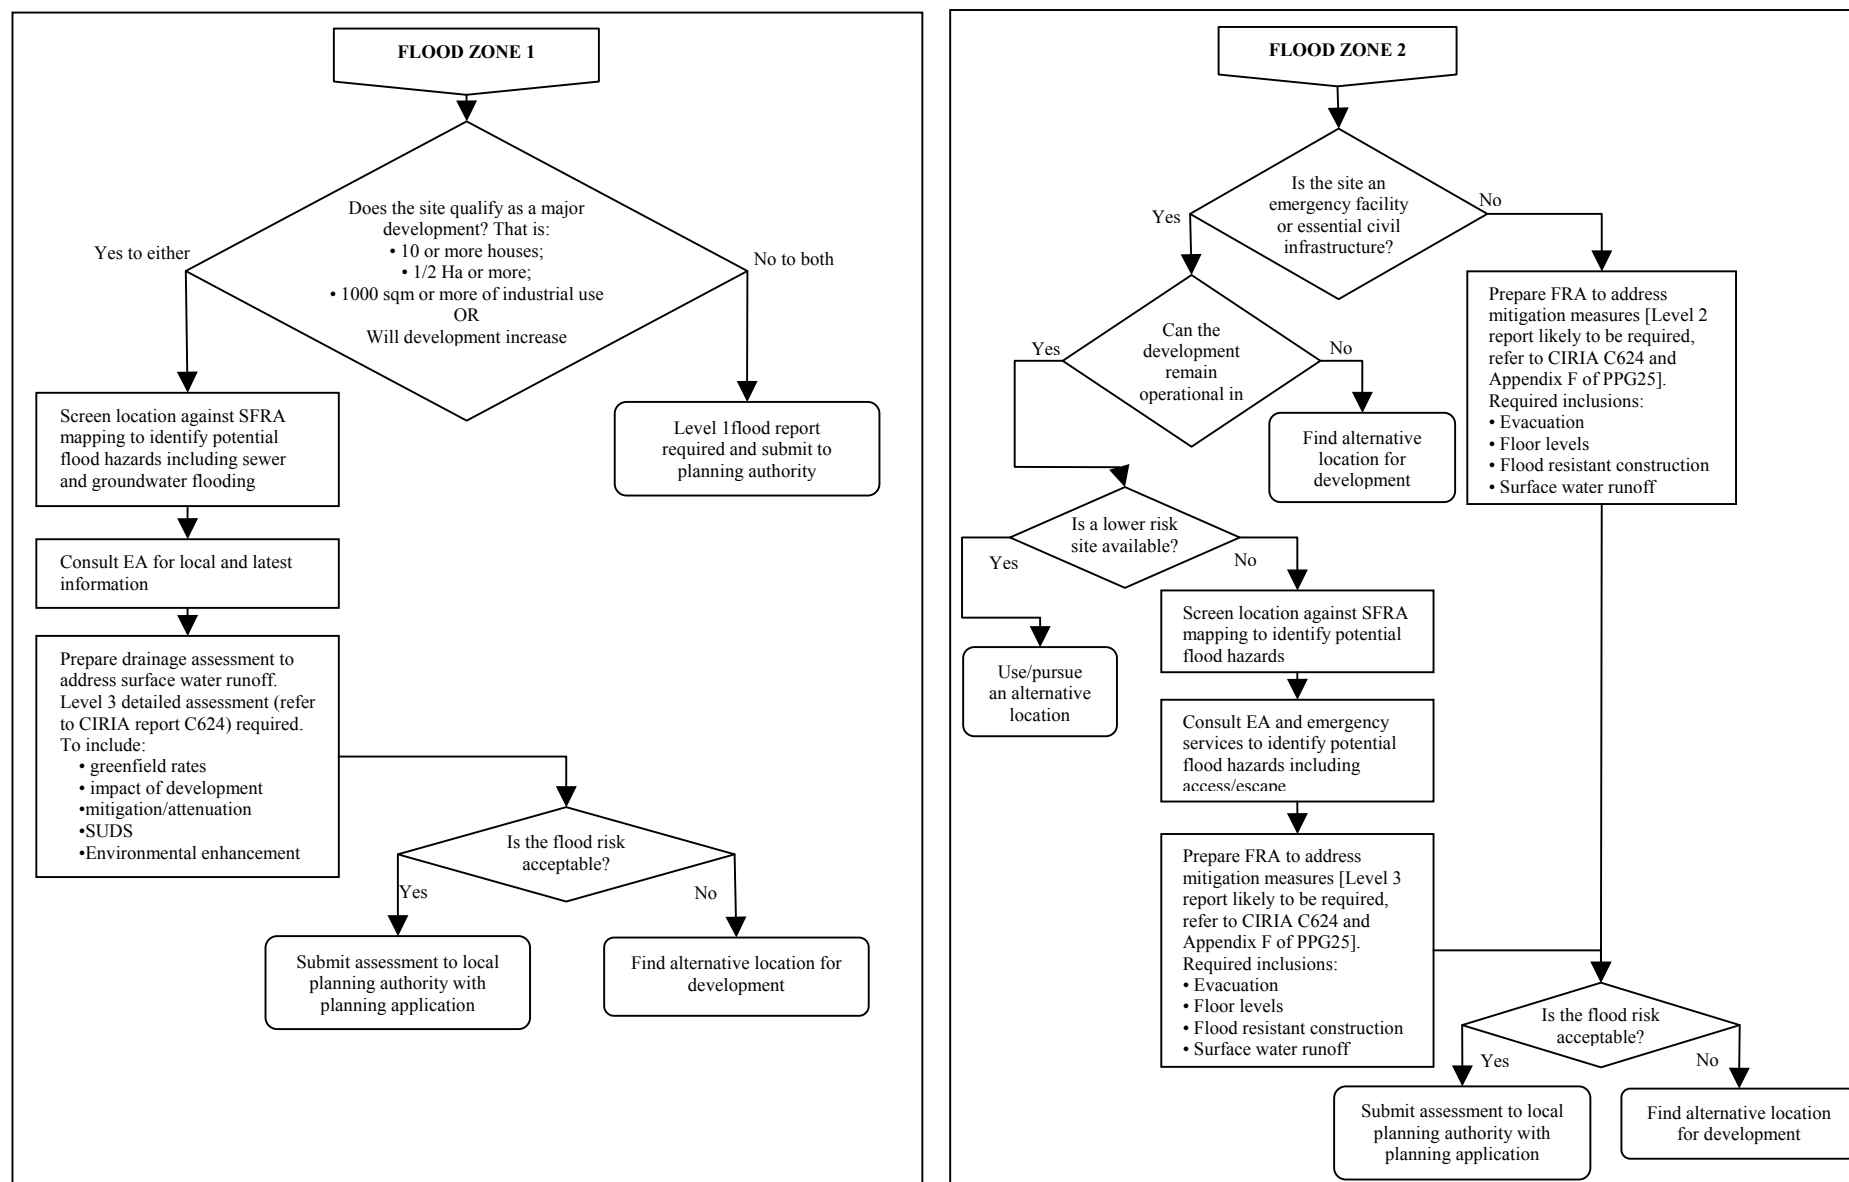 FLOOD ZONE 1
Does the site qualify as a major
development? That is:
• 10 or more houses;
• 1/2 Ha or more;
• 1000 sqm or more of industrial use
OR
Will development increase
Yes to either
No to both
Screen location against SFRA
mapping to identify potential
flood hazards including sewer
and groundwater flooding
Level 1flood report
required and submit to
planning authority
Consult EA for local and latest
information
Prepare drainage assessment to
address surface water runoff.
Level 3 detailed assessment (refer
to CIRIA report C624) required.
To include:
• greenfield rates
• impact of development
•mitigation/attenuation
•SUDS
•Environmental enhancement
Is the flood risk
acceptable?
Yes
No
Submit assessment to local
planning authority with
planning application
Find alternative location for
development
FLOOD ZONE 2
Is the site an
emergency facility
or essential civil
infrastructure?
Yes
No
Can the
development
remain
operational in
Yes
No
Prepare FRA to address
mitigation measures [Level 2
report likely to be required,
refer to CIRIA C624 and
Appendix F of PPG25].
Required inclusions:
• Evacuation
• Floor levels
• Flood resistant construction
• Surface water runoff
Find alternative
location for
development
Is a lower risk
site available?
Yes
No
Use/pursue
an alternative
location
Screen location against SFRA
mapping to identify potential
flood hazards
Consult EA and emergency
services to identify potential
flood hazards including
access/escape
Prepare FRA to address
mitigation measures [Level 3
report likely to be required,
refer to CIRIA C624 and
Appendix F of PPG25].
Required inclusions:
• Evacuation
• Floor levels
• Flood resistant construction
• Surface water runoff
Is the flood risk
acceptable?
Yes
No
Submit assessment to local
planning authority with
planning application
Find alternative location
for development